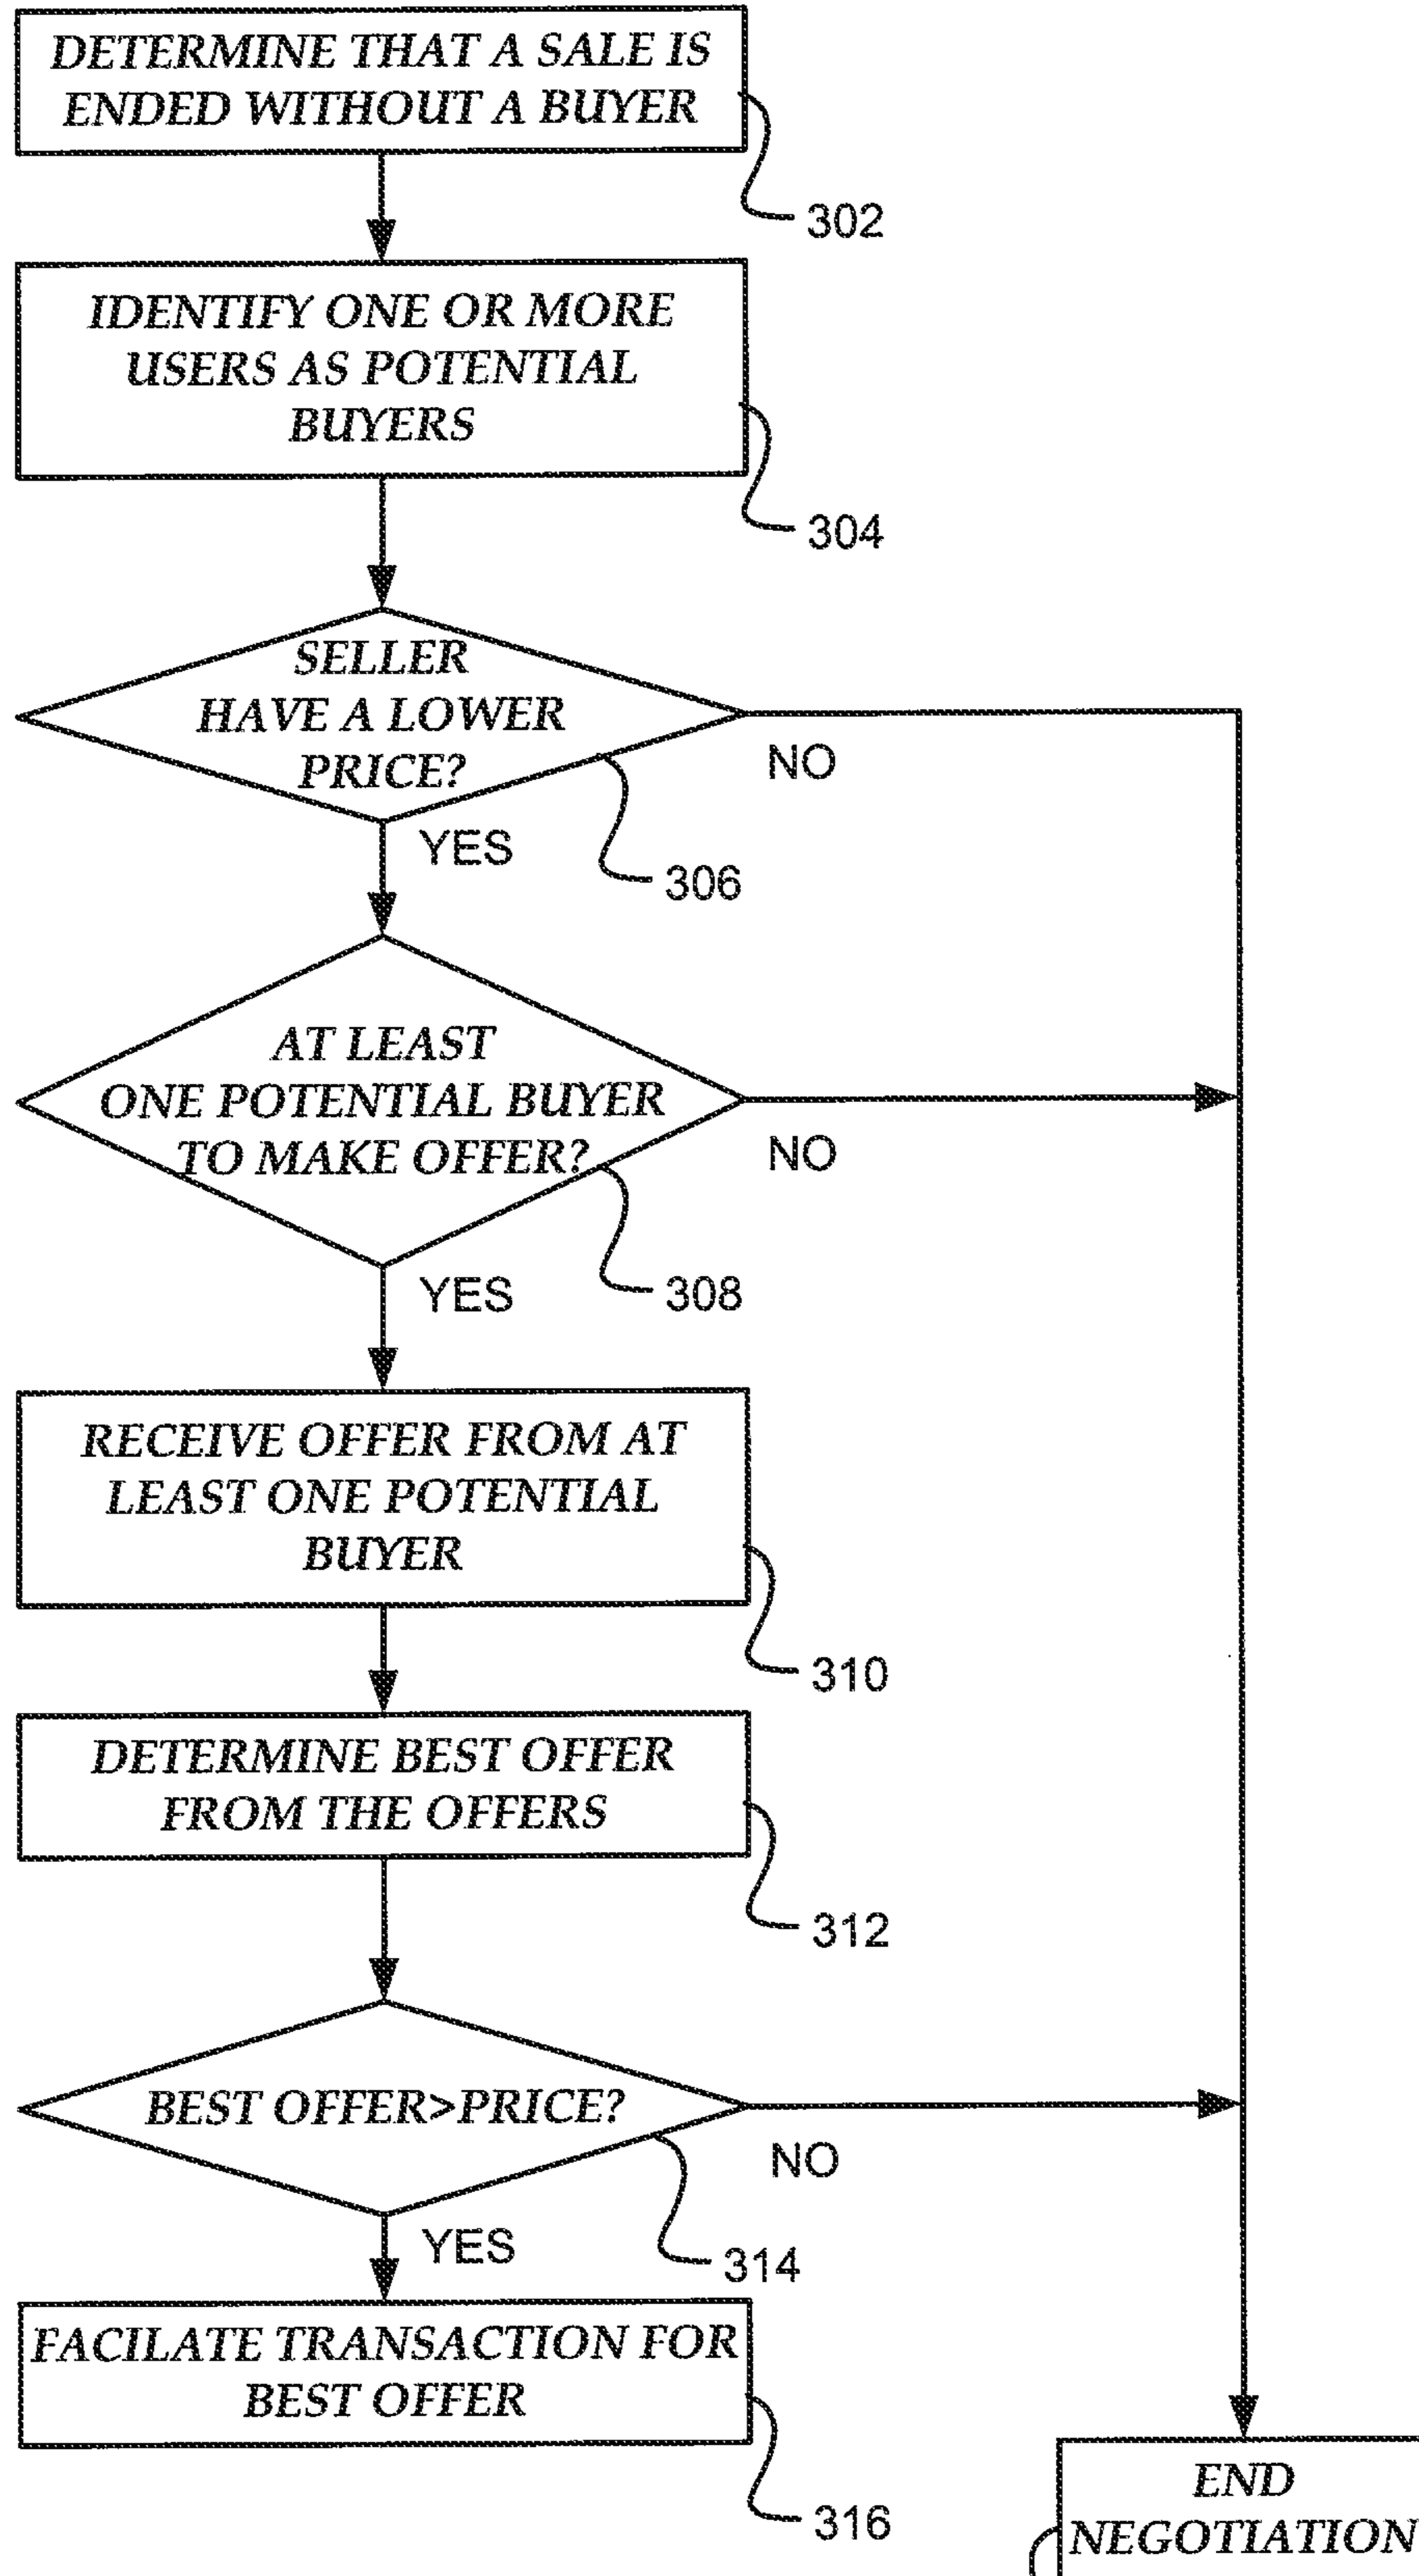 DETERMINE THAT A SALE IS
ENDED WITHOUT A BUYER
302
IDENTIFY ONE OR MORE
USERS AS POTENTIAL
BUYERS
304
SELLER
HAVE A LOWER
PRICE?
NO
YES
306
AT LEAST
ONE POTENTIAL BUYER
TO MAKE OFFER?
NO
YES
308
RECEIVE OFFER FROM AT
LEAST ONE POTENTIAL
BUYER
310
DETERMINE BEST OFFER
FROM THE OFFERS
312
BEST OFFER>PRICE?
NO
YES
314
FACILATE TRANSACTION FOR
BEST OFFER
316
END
NEGOTIATION